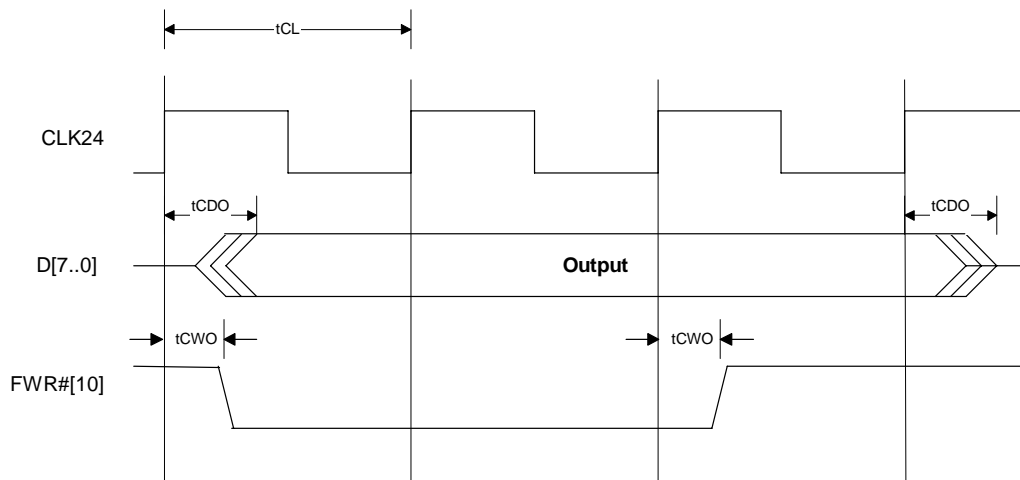 tCL
CLK24
tCDO
tCDO
D[7..0]
Output
tCWO
tCWO
FWR#[10]